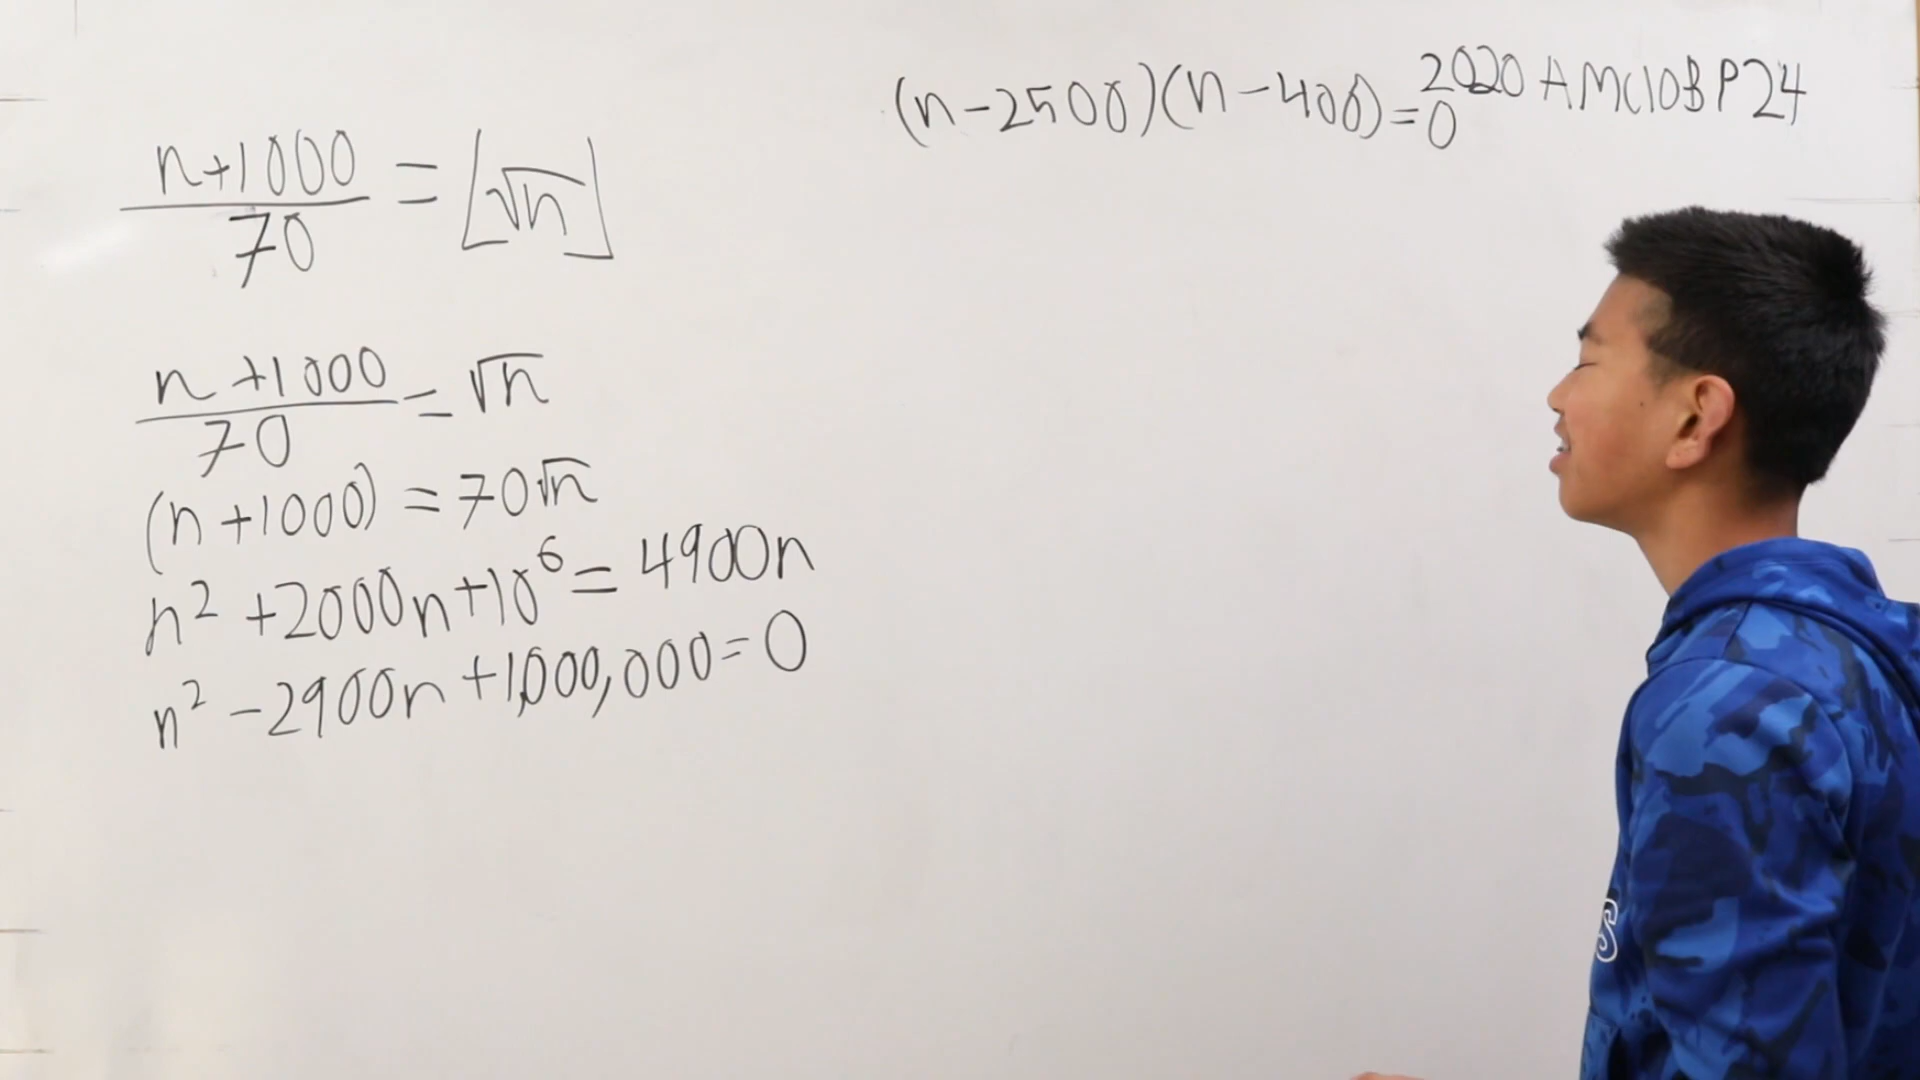 (n-2500)(n-400)=0
2020 AMC10B P24
n+1000
70
= ⌊√n⌋
n+1000
70
= √n
(n+1000) = 70√n
n² +2000n+10⁶ = 4900n
n² -2900n +1,000,000=0
S